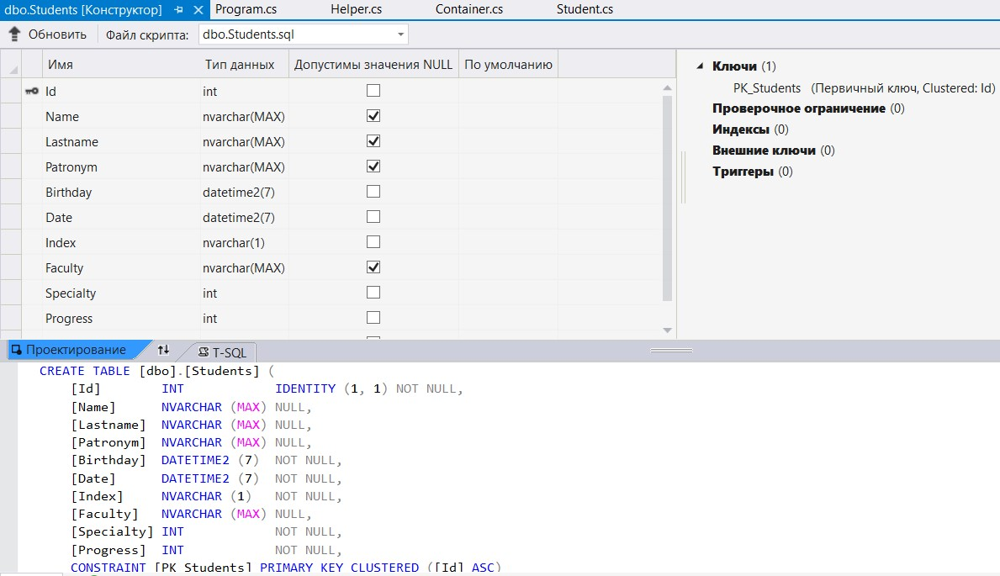 dbo.Students [Конструктор] Program.cs Helper.cs Container.cs Student.cs
Обновить Файл скрипта: dbo.Students.sql
Имя Тип данных Допустимы значения NULL По умолчанию
Id int
Name nvarchar(MAX)
Lastname nvarchar(MAX)
Patronym nvarchar(MAX)
Birthday datetime2(7)
Date datetime2(7)
Index nvarchar(1)
Faculty nvarchar(MAX)
Specialty int
Progress int
Ключи (1)
PK_Students (Первичный ключ, Clustered: Id)
Проверочное ограничение (0)
Индексы (0)
Внешние ключи (0)
Триггеры (0)
Проектирование T-SQL
CREATE TABLE [dbo].[Students] (
[Id] INT IDENTITY (1, 1) NOT NULL,
[Name] NVARCHAR (MAX) NULL,
[Lastname] NVARCHAR (MAX) NULL,
[Patronym] NVARCHAR (MAX) NULL,
[Birthday] DATETIME2 (7) NOT NULL,
[Date] DATETIME2 (7) NOT NULL,
[Index] NVARCHAR (1) NOT NULL,
[Faculty] NVARCHAR (MAX) NULL,
[Specialty] INT NOT NULL,
[Progress] INT NOT NULL,
CONSTRAINT [PK_Students] PRIMARY KEY CLUSTERED ([Id] ASC)